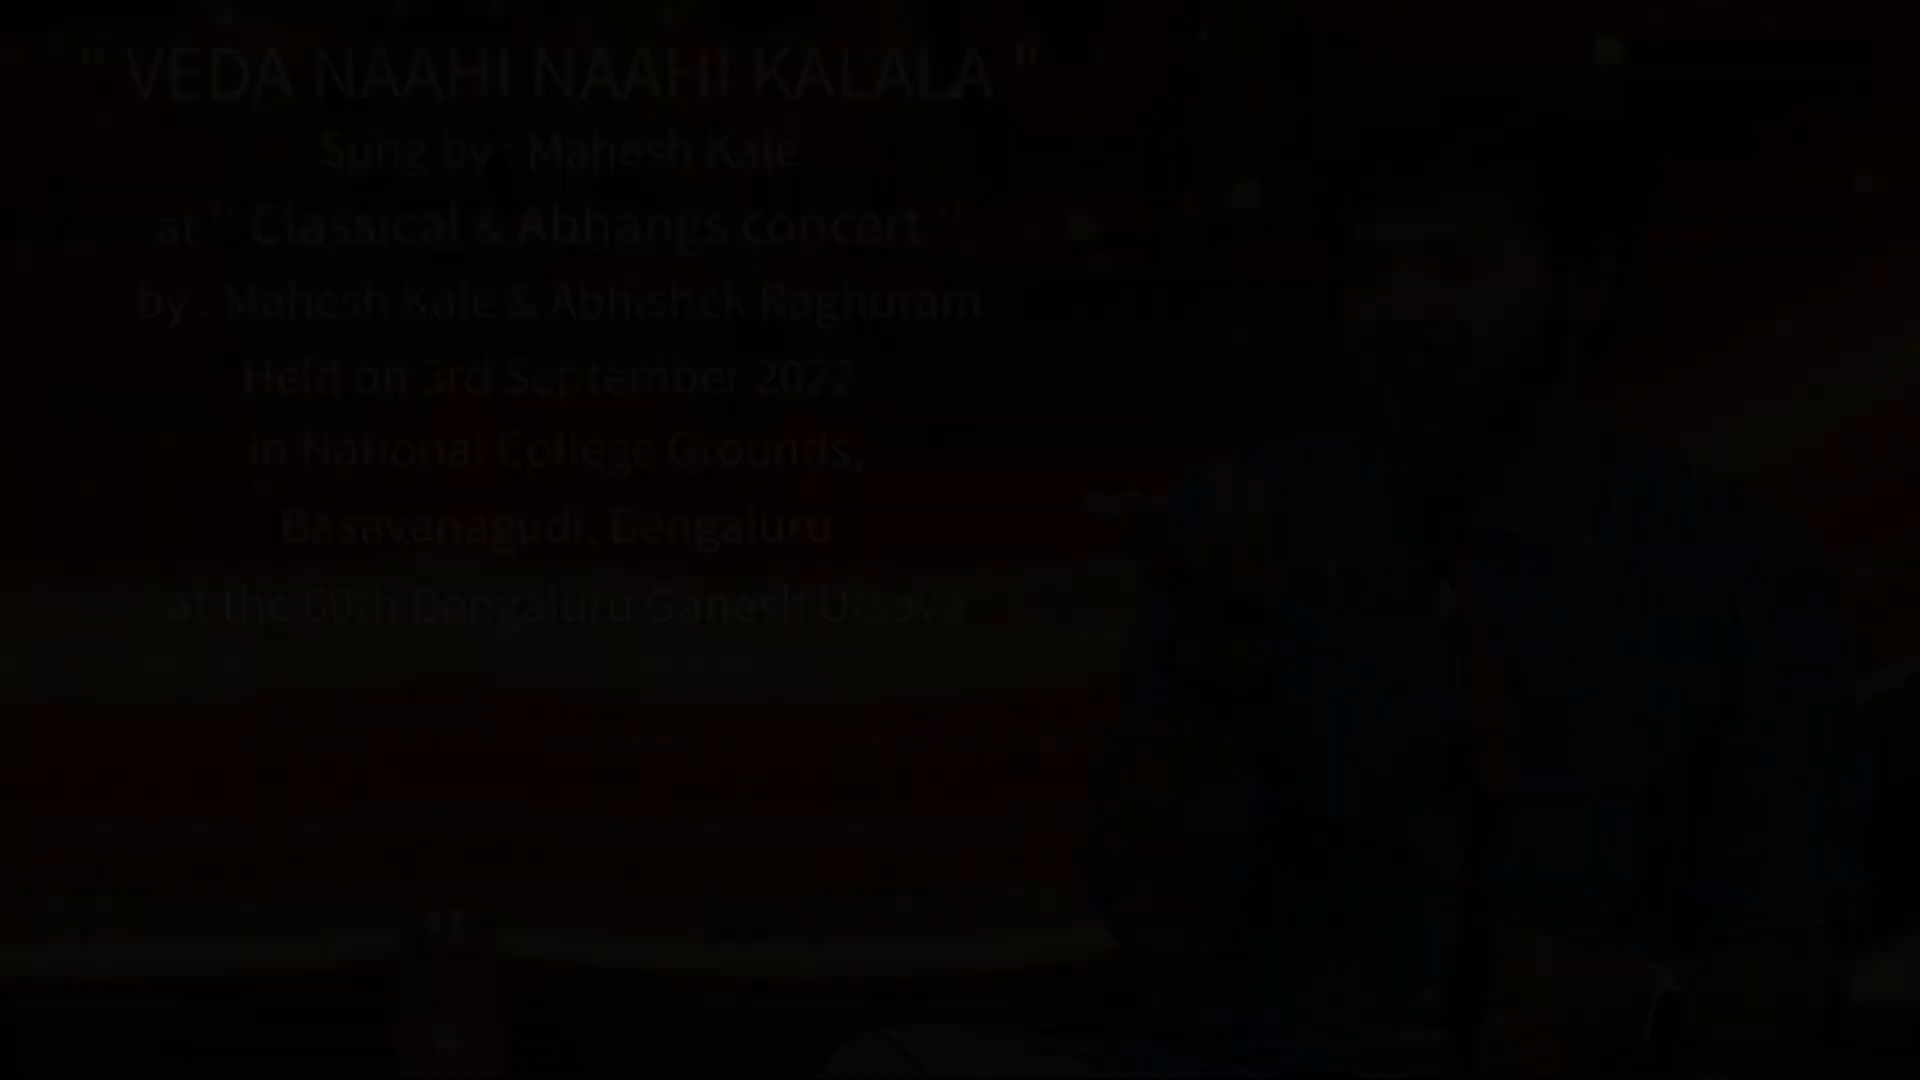 " VEDA NAAHI NAAHI KALALA "
Sung by : Mahesh Kale
at " Classical & Abhangs concert "
by : Mahesh Kale & Abhishek Raghuram
Held on 3rd September 2022
in National College Grounds,
Basavanagudi, Bengaluru
at the 60th Bengaluru Ganesh Utsava